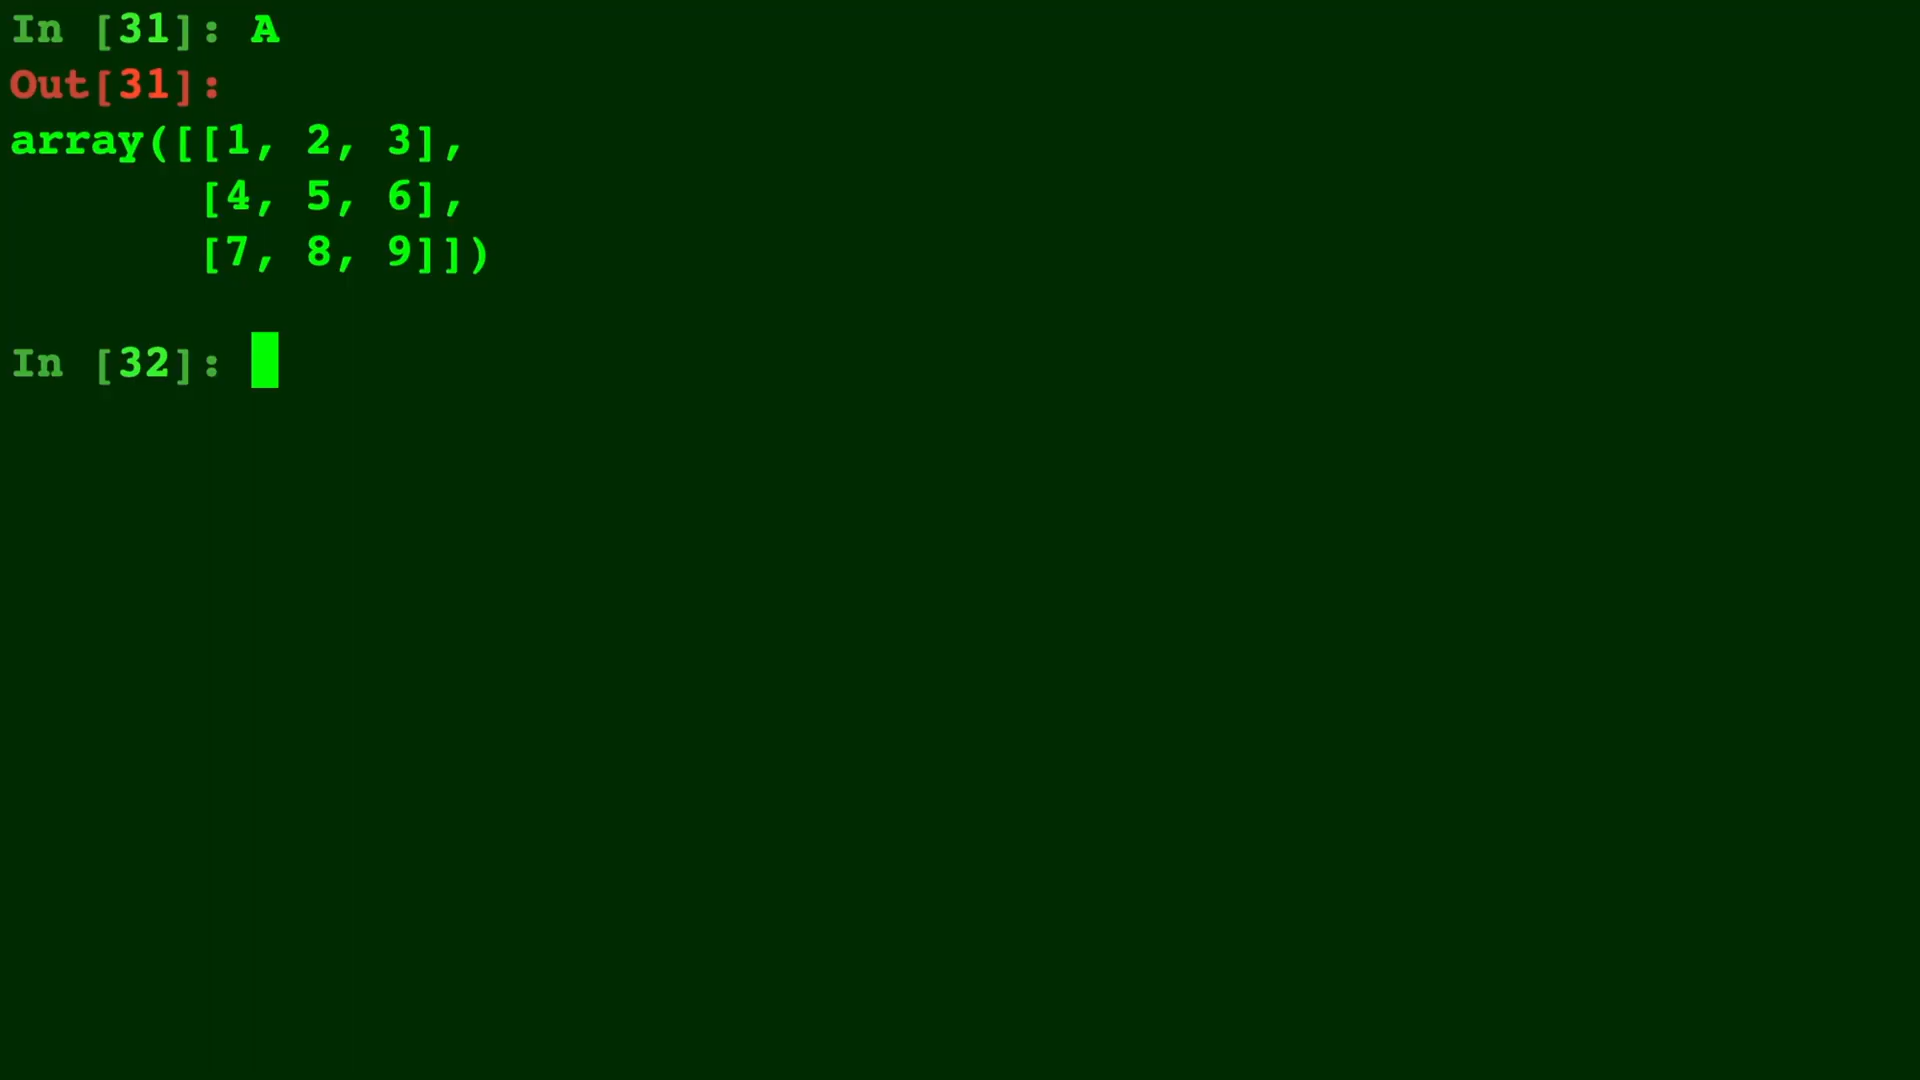 In [31]: A
Out[31]:
array([[1, 2, 3],
       [4, 5, 6],
       [7, 8, 9]])
In [32]: